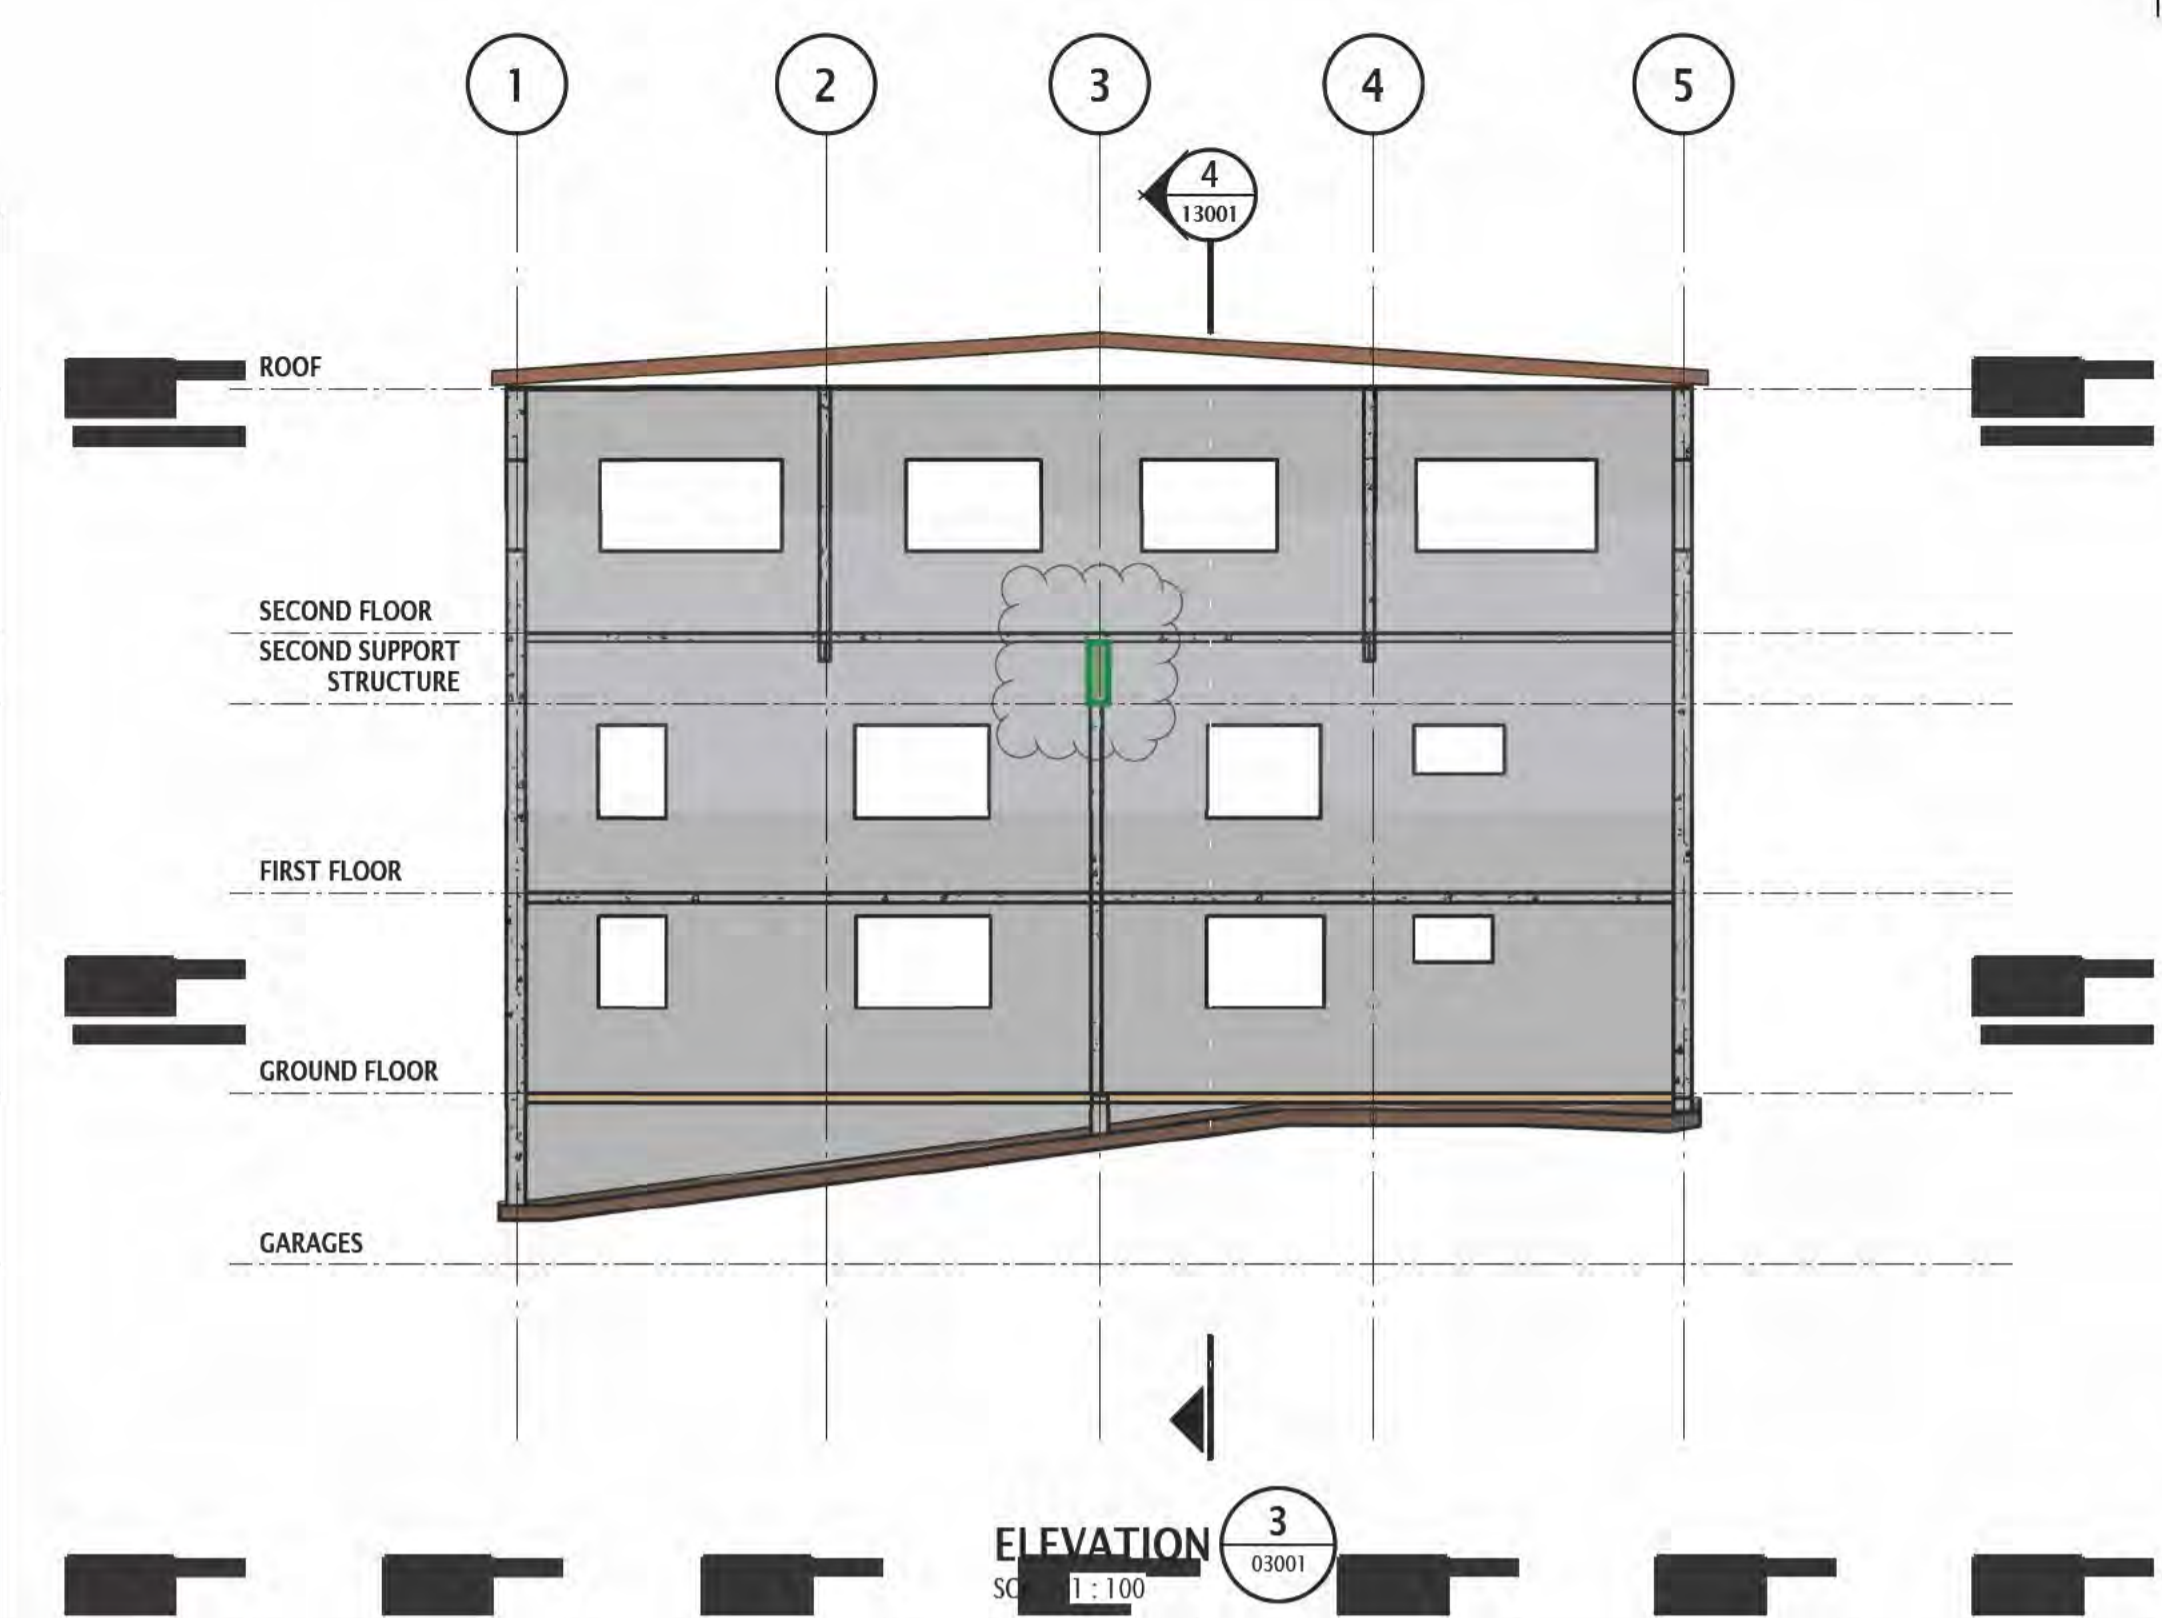 1 2 3 4 5
4
13001
ROOF
SECOND FLOOR
SECOND SUPPORT
STRUCTURE
FIRST FLOOR
GROUND FLOOR
GARAGES
ELEVATION
3
03001
1 : 100